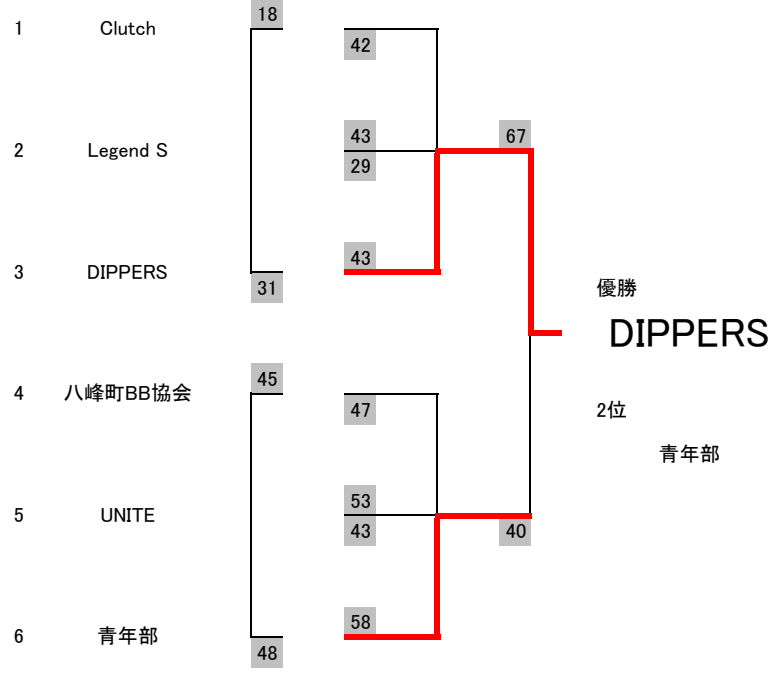 18
1 Clutch
42
43 67
2 Legend S
29
43
3 DIPPERS
31
優勝
DIPPERS
45
4 八峰町BB協会
47
2位
青年部
53
5 UNITE
43 40
58
6 青年部
48